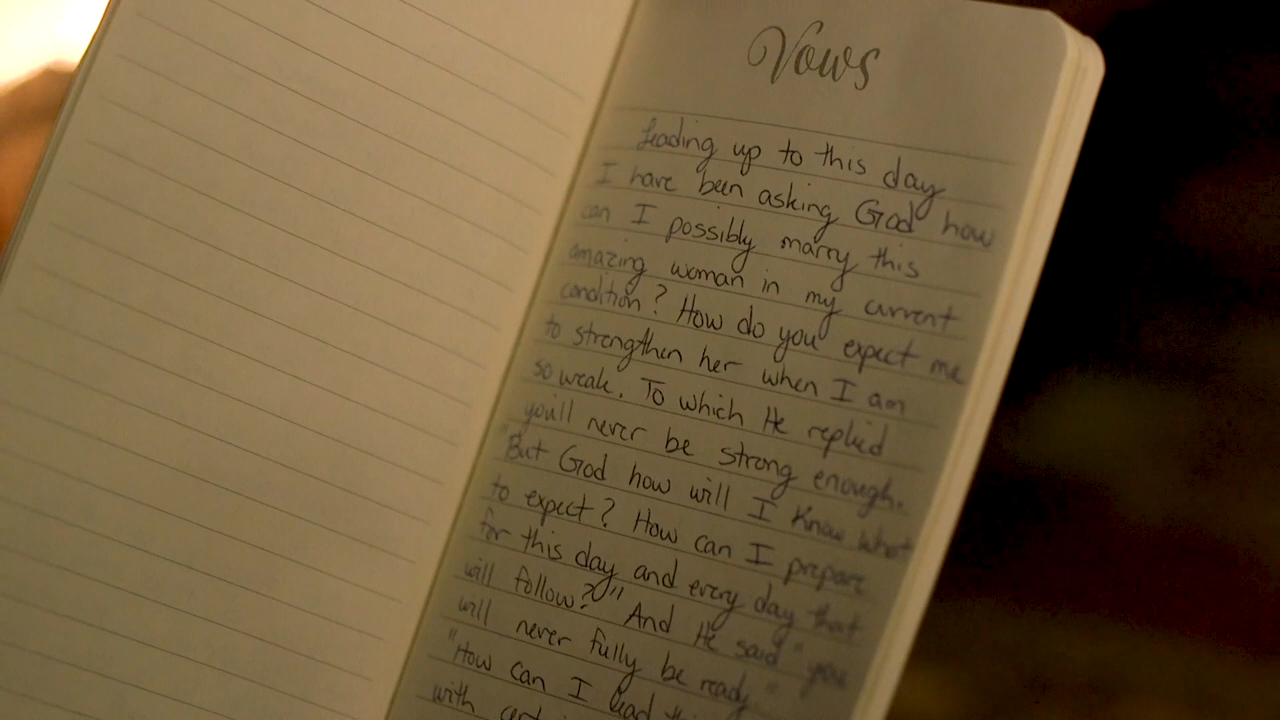 Vows
Leading up to this day
I have been asking God how
can I possibly marry this
amazing woman in my current
condition? How do you expect me
to strengthen her when I am
so weak. To which He replied
you'll never be strong enough.
"But God how will I know what
to expect? How can I prepare
for this day and every day that
will follow?" And He said "you
will never fully be ready"
"How can I lead
with